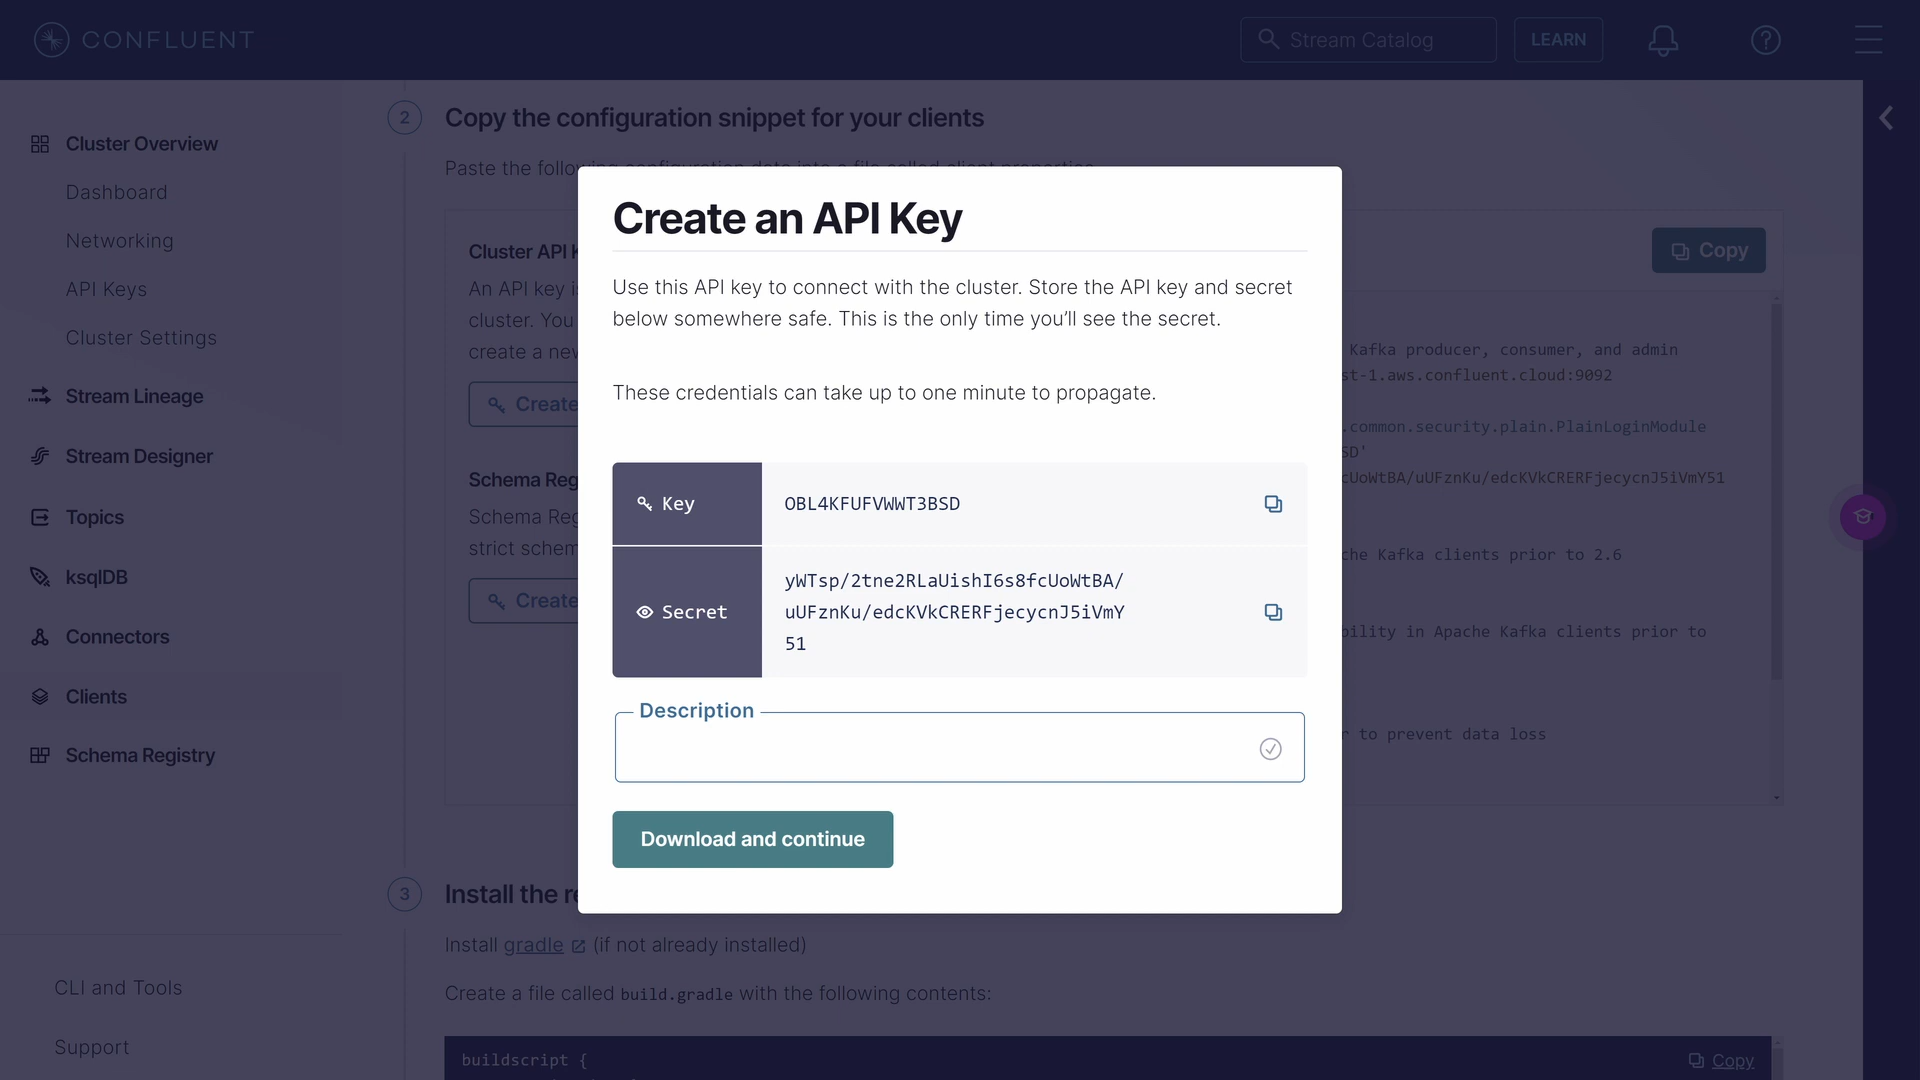 CONFLUENT
Stream Catalog
LEARN
Cluster Overview
Dashboard
Networking
API Keys
Cluster Settings
Stream Lineage
Stream Designer
Topics
ksqlDB
Connectors
Clients
Schema Registry
CLI and Tools
Support
2
Copy the configuration snippet for your clients
Paste the following configuration data into a file called client.properties
Cluster API K
An API key is
cluster. You
create a new
Create
Schema Reg
Schema Reg
strict schem
Create
Copy
Kafka producer, consumer, and admin
st-1.aws.confluent.cloud:9092
.common.security.plain.PlainLoginModule
SD'
cUoWtBA/uUFznKu/edcKVkCRERFjecycnJ5iVmY51
che Kafka clients prior to 2.6
bility in Apache Kafka clients prior to
r to prevent data loss
Create an API Key
Use this API key to connect with the cluster. Store the API key and secret
below somewhere safe. This is the only time you’ll see the secret.
These credentials can take up to one minute to propagate.
Key
OBL4KFUFVWWT3BSD
Secret
yWTsp/2tne2RLaUishI6s8fcUoWtBA/
uUFznKu/edcKVkCRERFjecycnJ5iVmY
51
Description
Download and continue
3
Install the re
Install gradle (if not already installed)
Create a file called build.gradle with the following contents:
buildscript {
Copy